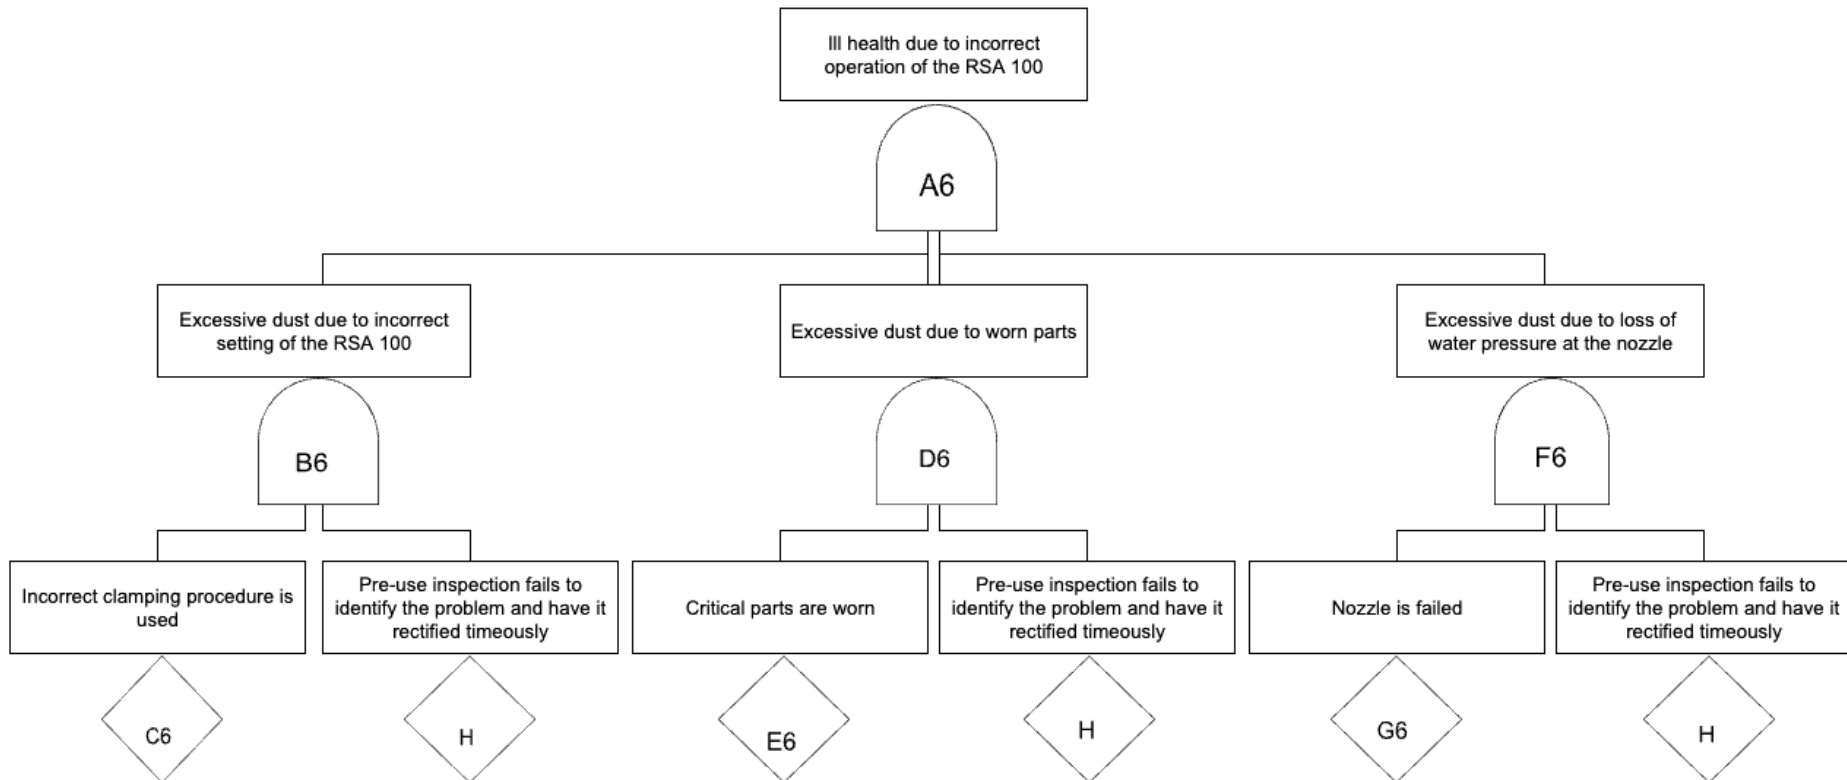 Ill health due to incorrect
operation of the RSA 100
A6
Excessive dust due to incorrect
setting of the RSA 100
Excessive dust due to worn parts
Excessive dust due to loss of
water pressure at the nozzle
B6
D6
F6
Incorrect clamping procedure is
used
Pre-use inspection fails to
identify the problem and have it
rectified timeously
Critical parts are worn
Pre-use inspection fails to
identify the problem and have it
rectified timeously
Nozzle is failed
Pre-use inspection fails to
identify the problem and have it
rectified timeously
C6
H
E6
H
G6
H